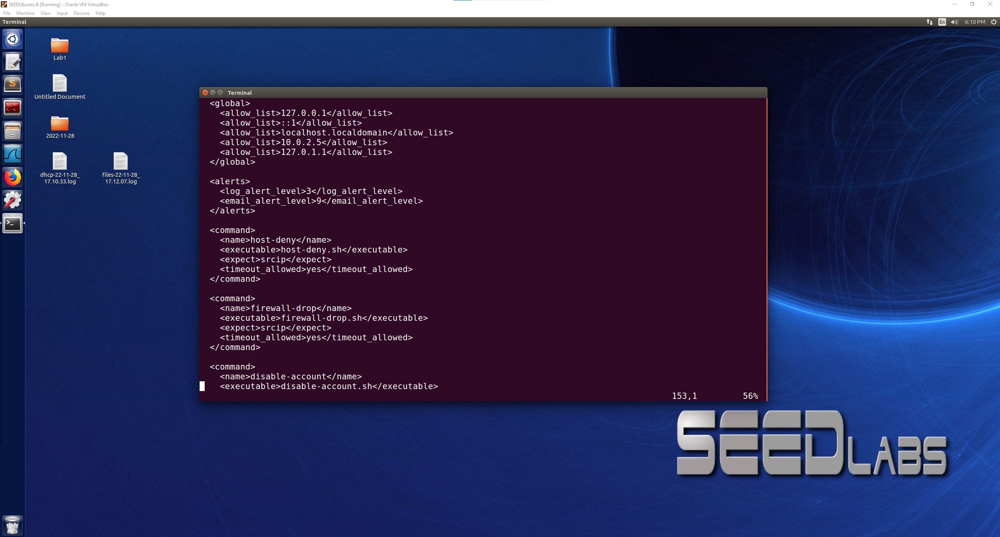 SEEDUbuntu B [Running] - Oracle VM VirtualBox
File Machine View Input Devices Help
Terminal
En
6:10 PM
Lab1
Untitled Document
2022-11-28
dhcp-22-11-28_
17.10.33.log
files-22-11-28_
17.12.07.log
Terminal
<global>
<allow_list>127.0.0.1</allow_list>
<allow_list>::1</allow_list>
<allow_list>localhost.localdomain</allow_list>
<allow_list>10.0.2.5</allow_list>
<allow_list>127.0.1.1</allow_list>
</global>
<alerts>
<log_alert_level>3</log_alert_level>
<email_alert_level>9</email_alert_level>
</alerts>
<command>
<name>host-deny</name>
<executable>host-deny.sh</executable>
<expect>srcip</expect>
<timeout_allowed>yes</timeout_allowed>
</command>
<command>
<name>firewall-drop</name>
<executable>firewall-drop.sh</executable>
<expect>srcip</expect>
<timeout_allowed>yes</timeout_allowed>
</command>
<command>
<name>disable-account</name>
<executable>disable-account.sh</executable>
153,1 56%
SEEDLABS